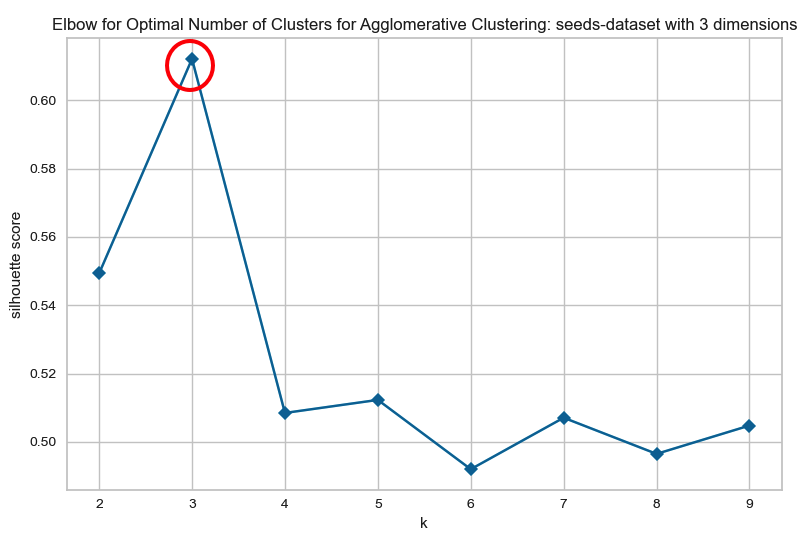 Elbow for Optimal Number of Clusters for Agglomerative Clustering: seeds-dataset with 3 dimensions
0.60
0.58
0.56
0.54
0.52
0.50
silhouette score
2 3 4 5 6 7 8 9
k